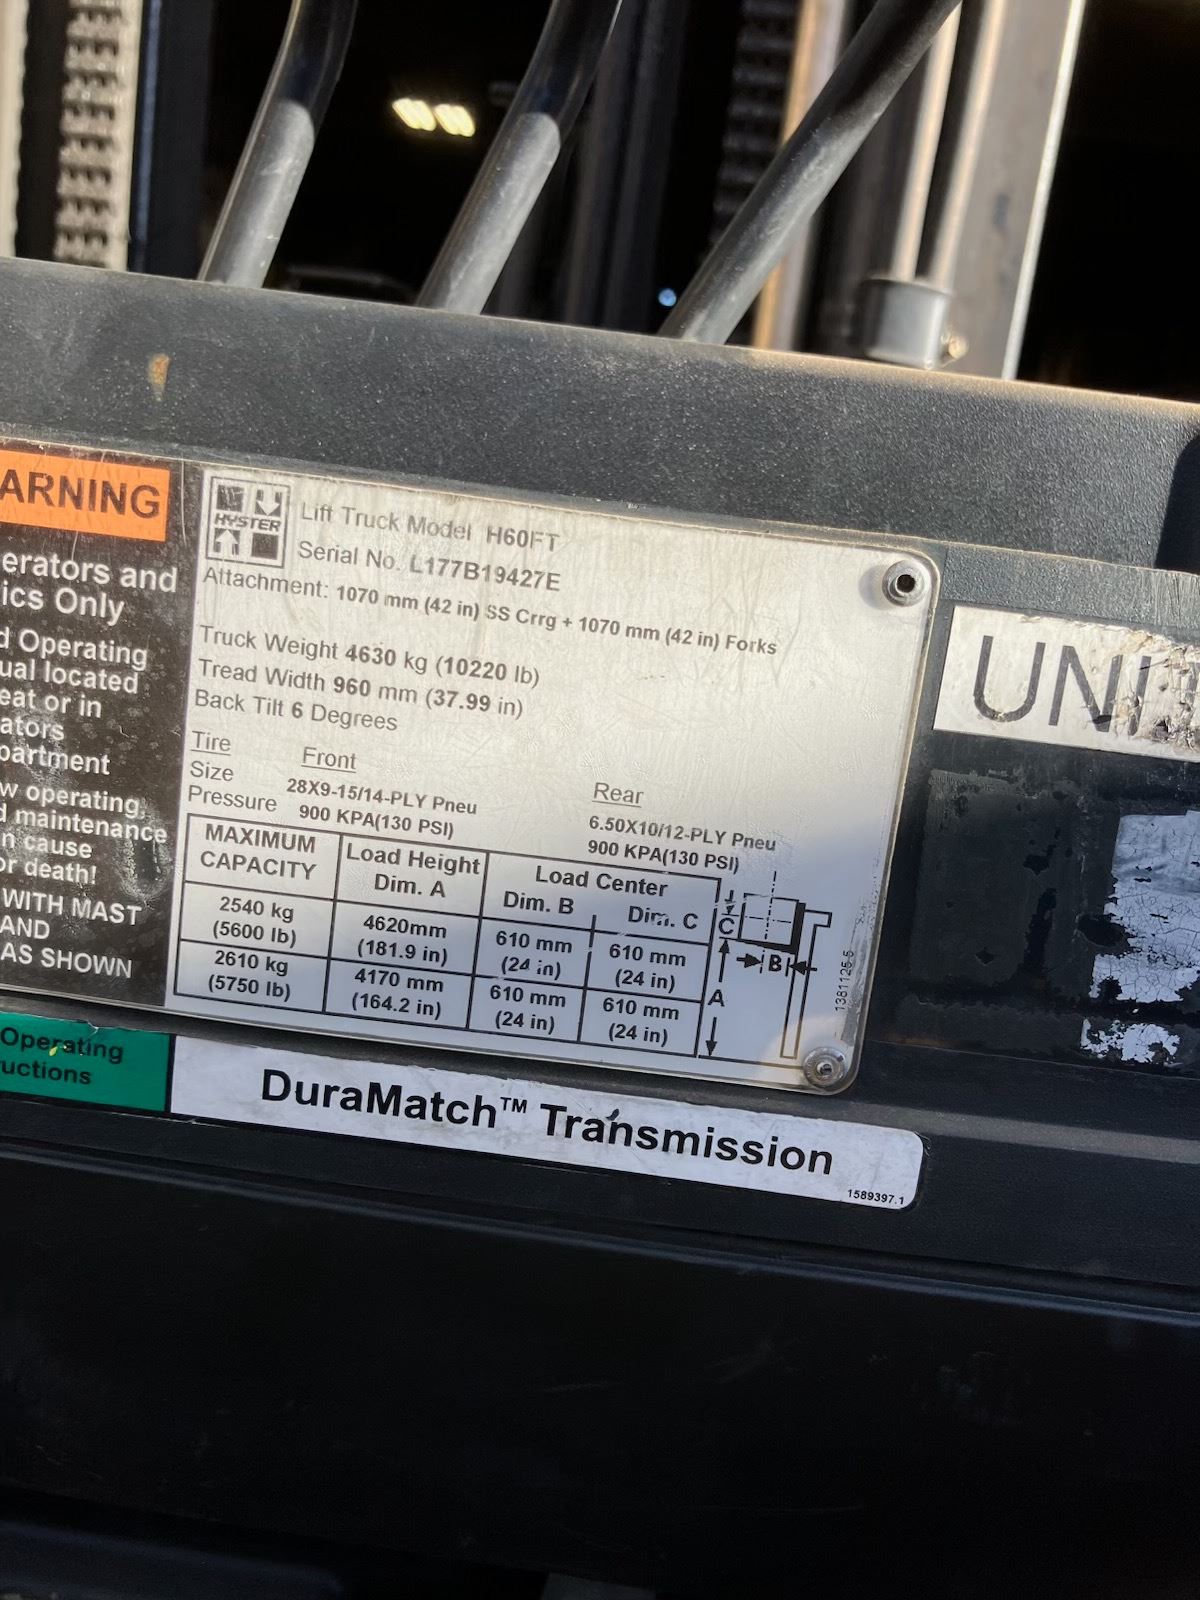 ARNING
erators and
ics Only
d Operating
ual located
eat or in
ators
partment
w operating,
d maintenance
n cause
or death!
WITH MAST
AND
AS SHOWN
Operating
uctions
HYSTER
Lift Truck Model H60FT
Serial No. L177B19427E
Attachment: 1070 mm (42 in) SS Crrg + 1070 mm (42 in) Forks
Truck Weight 4630 kg (10220 lb)
Tread Width 960 mm (37.99 in)
Back Tilt 6 Degrees
Tire Front Rear
Size 28X9-15/14-PLY Pneu 6.50X10/12-PLY Pneu
Pressure 900 KPA(130 PSI) 900 KPA(130 PSI)
MAXIMUM CAPACITY Load Height Dim. A Load Center Dim. B Dim. C
2540 kg 4620mm 610 mm 610 mm
(5600 lb) (181.9 in) (24 in) (24 in)
2610 kg 4170 mm 610 mm 610 mm
(5750 lb) (164.2 in) (24 in) (24 in)
C
B
A
1381125-5
UNI
DuraMatch™ Transmission
1589397.1